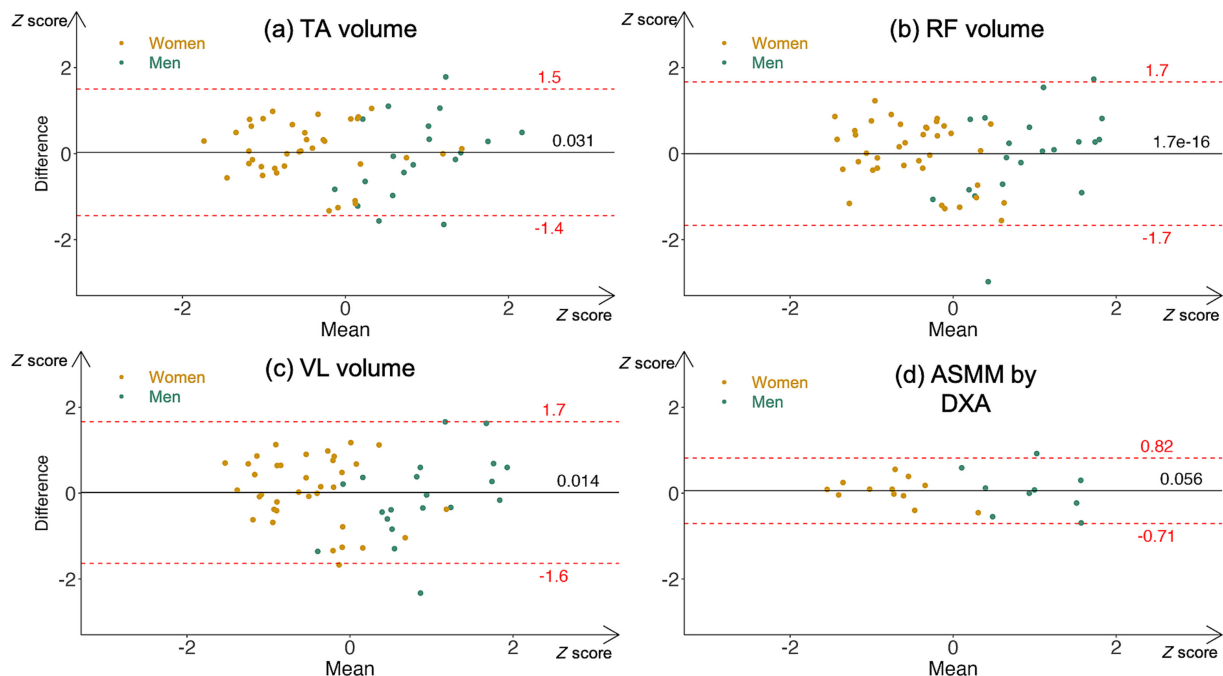 Z score
(a) TA volume
Women
Men
2
1.5
Difference
0
0.031
-2
-1.4
-2
0
2
Mean
Z score
Z score
(b) RF volume
Women
Men
2
1.7
0
1.7e-16
-2
-1.7
-2
0
2
Mean
Z score
Z score
(c) VL volume
Women
Men
2
1.7
Difference
0
0.014
-2
-1.6
-2
0
2
Mean
Z score
Z score
(d) ASMM by
DXA
Women
Men
2
0.82
0
0.056
-0.71
-2
-2
0
2
Mean
Z score